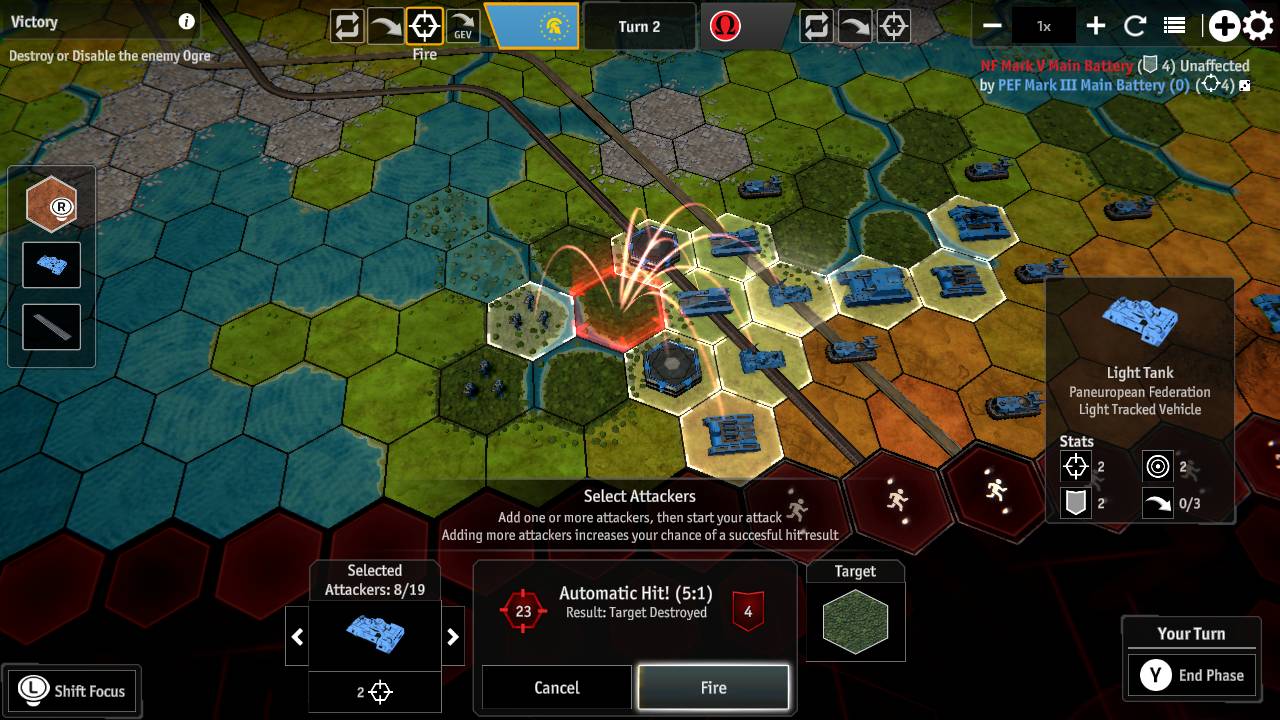 Victory
Destroy or Disable the enemy Ogre
Fire
GEV
Turn 2
Ω
1x
NF Mark V Main Battery (4) Unaffected
by PEF Mark III Main Battery (0) (4)
R
Light Tank
Paneuropean Federation
Light Tracked Vehicle
Stats
2
2
2
0/3
Select Attackers
Add one or more attackers, then start your attack
Adding more attackers increases your chance of a succesful hit result
Selected
Attackers: 8/19
2
23
Automatic Hit! (5:1)
Result: Target Destroyed
4
Cancel
Fire
Target
L Shift Focus
Your Turn
Y End Phase